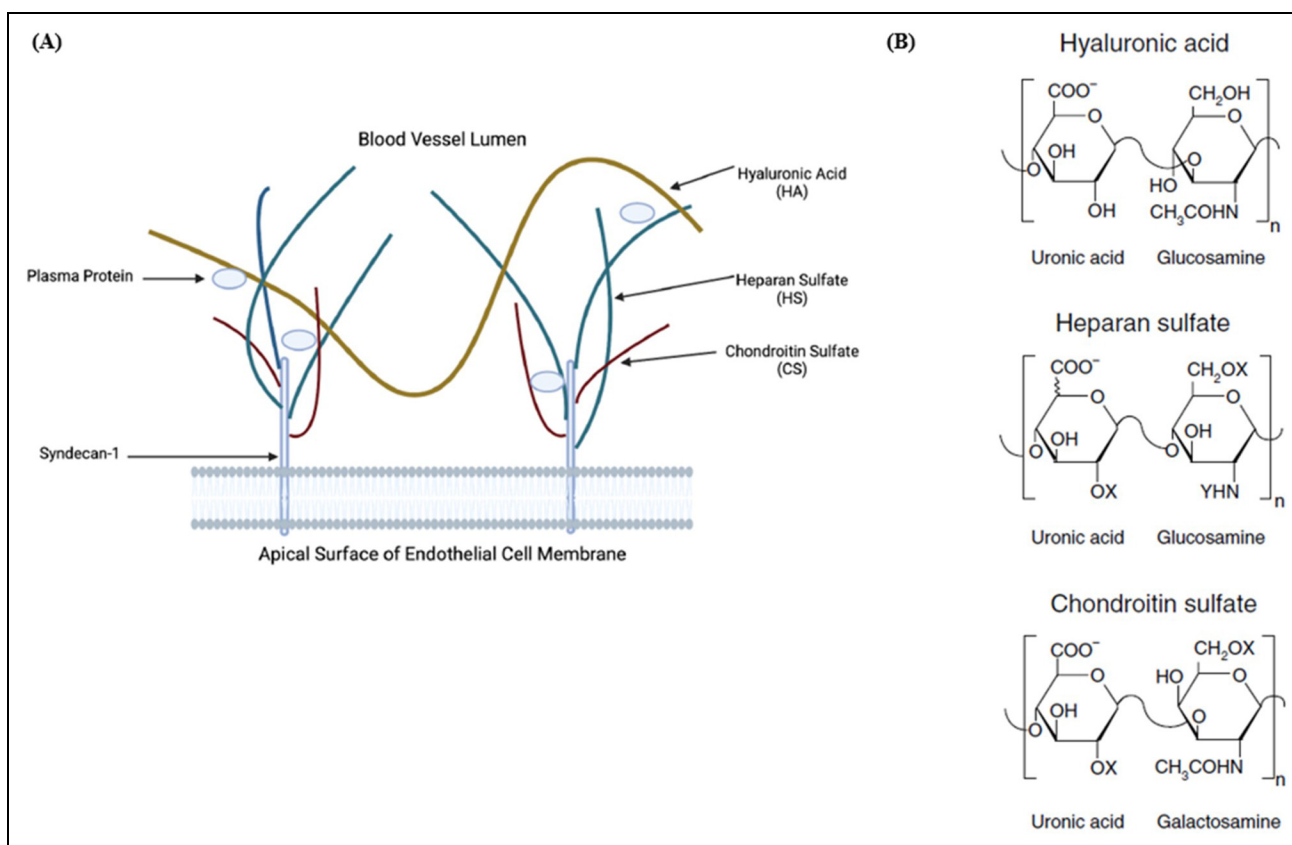 (A)
Blood Vessel Lumen
Hyaluronic Acid
(HA)
Plasma Protein
Heparan Sulfate
(HS)
Chondroitin Sulfate
(CS)
Syndecan-1
Apical Surface of Endothelial Cell Membrane
(B)
Hyaluronic acid
COO⁻
CH₂OH
O
O
OH
O
O
HO
OH
CH₃COHN
n
Uronic acid
Glucosamine
Heparan sulfate
COO⁻
CH₂OX
O
O
OH
OH
O
O
OX
YHN
n
Uronic acid
Glucosamine
Chondroitin sulfate
COO⁻
CH₂OX
O
HO
O
OH
O
O
OX
CH₃COHN
n
Uronic acid
Galactosamine